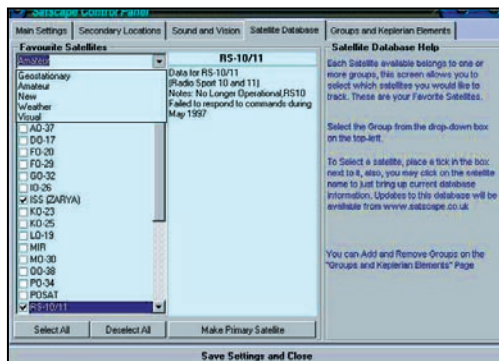 Satscape Control Panel
Main Settings
Secondary Locations
Sound and Vision
Satellite Database
Groups and Keplerian Elements
Favourite Satellites
Amateur
Geostationary
Amateur
New
Weather
Visual
AO-37
DO-17
FO-20
FO-29
GO-32
IO-26
ISS (ZARYA)
KO-23
KO-25
LO-19
MIR
MO-30
OO-38
PO-34
POSAT
RS-10/11
Select All
Deselect All
RS-10/11
Data for RS-10/11
(Radio Sport 10 and 11)
Notes: No Longer Operational,RS10
Failed to respond to commands during
May 1997
Make Primary Satellite
Satellite Database Help
Each Satellite available belongs to one or
more groups, this screen allows you to
select which satellites you would like to
track. These are your Favorite Satellites.
Select the Group from the drop-down box
on the top-left.
To Select a satellite, place a tick in the box
next to it, also, you may click on the satellite
name to just bring up current database
information. Updates to this database will be
available from www.satscape.co.uk
You can Add and Remove Groups on the
"Groups and Keplerian Elements" Page
Save Settings and Close